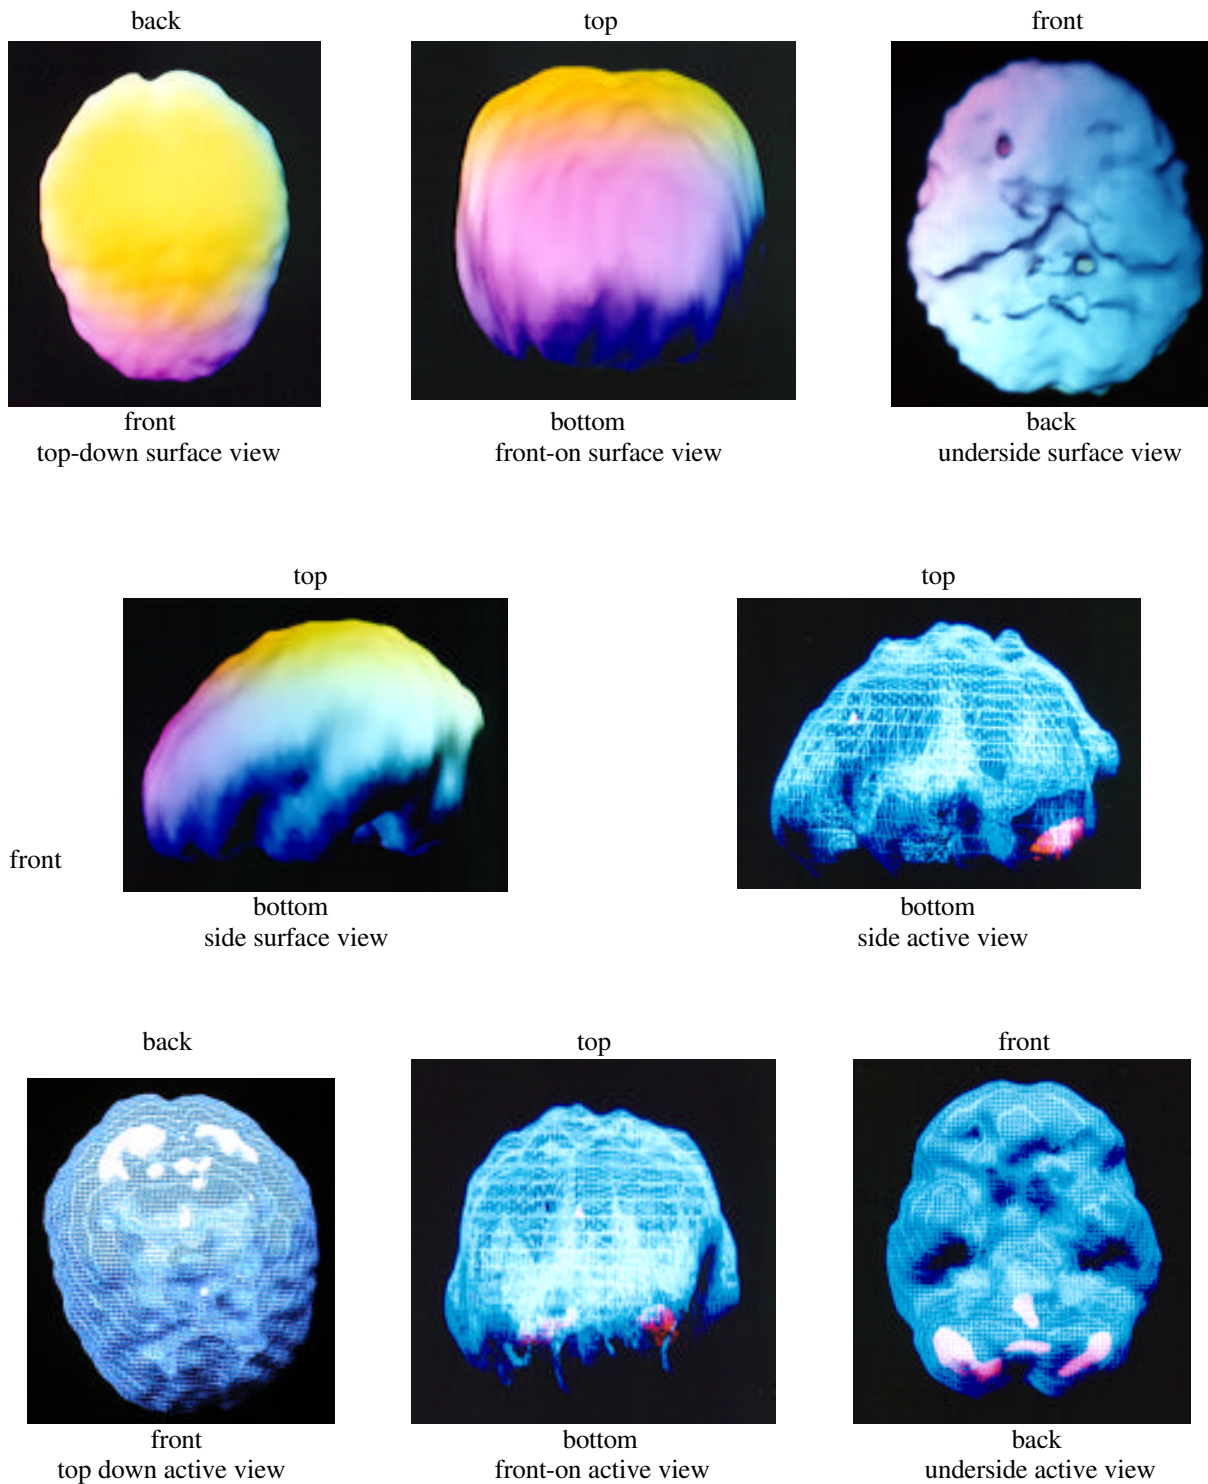 back
top
front
front
top-down surface view
bottom
front-on surface view
back
underside surface view
top
top
front
bottom
side surface view
bottom
side active view
back
top
front
front
top down active view
bottom
front-on active view
back
underside active view